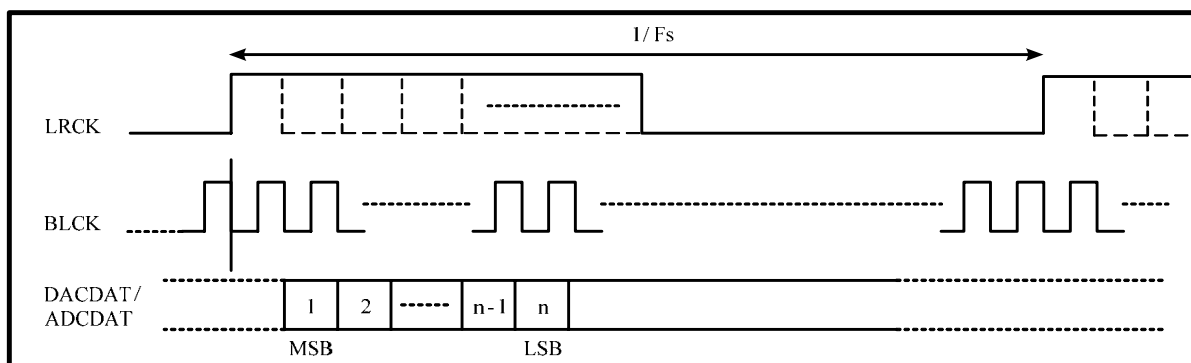 1/Fs
LRCK
BLCK
DACDAT/
ADCDAT
1 2 n-1 n
MSB LSB